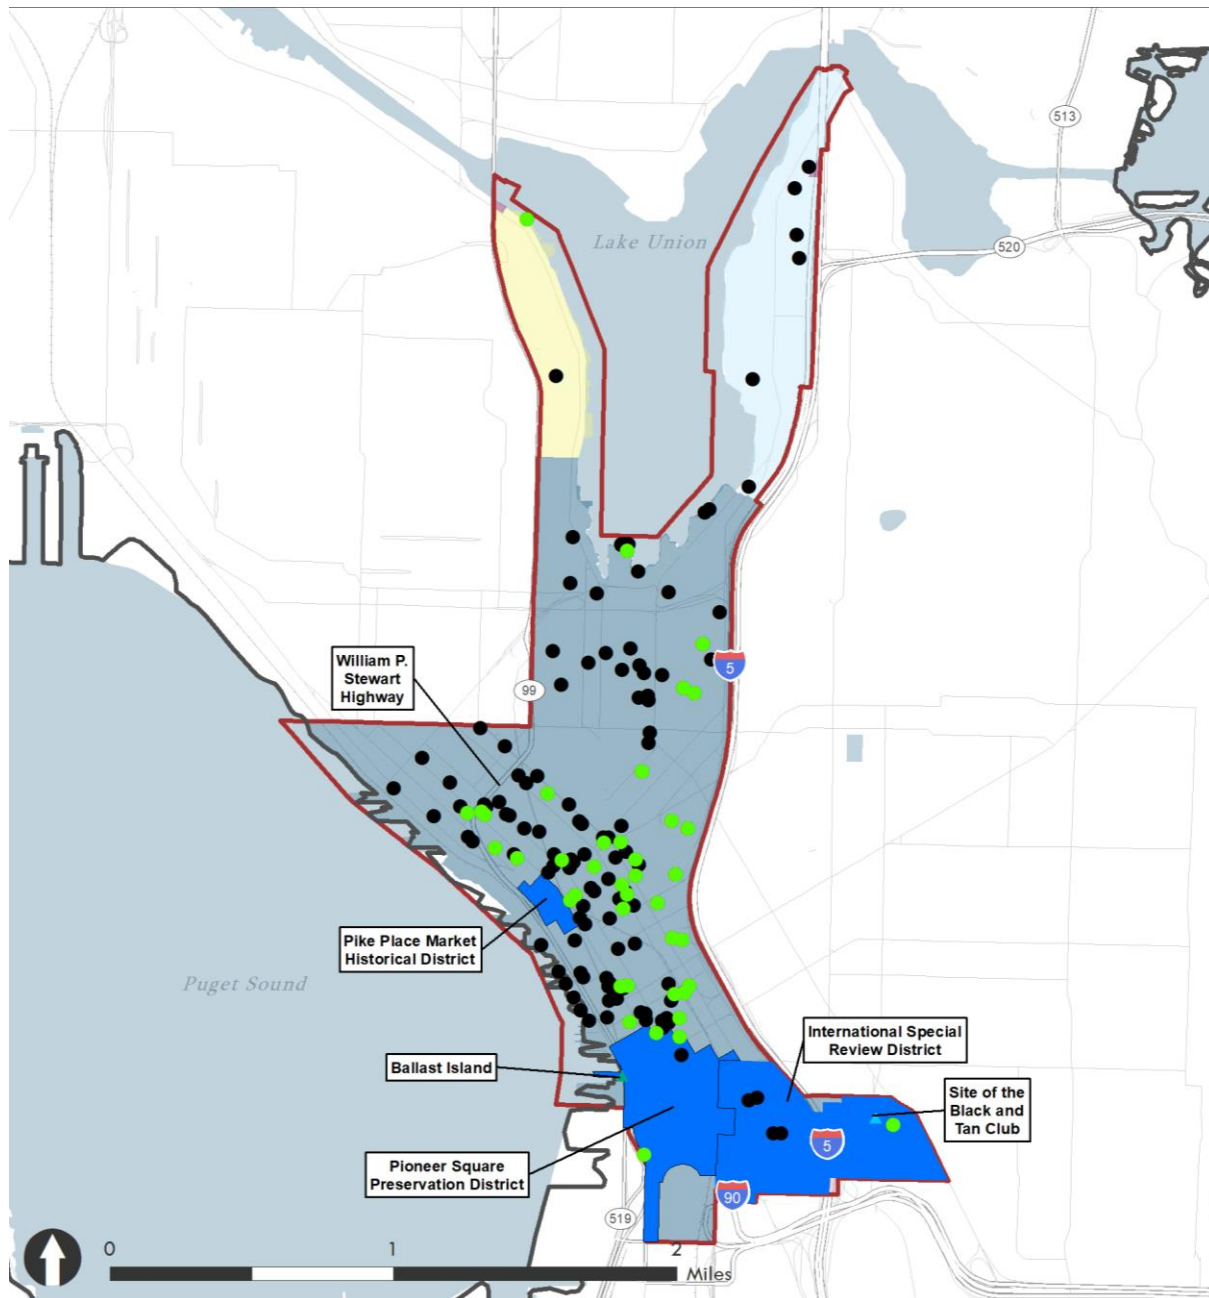 513
520
Lake Union
William P.
Stewart
Highway
99
5
Pike Place Market
Historical District
Puget Sound
International Special
Review District
Ballast Island
Site of the
Black and
Tan Club
5
Pioneer Square
Preservation District
90
519
0 1 2
Miles